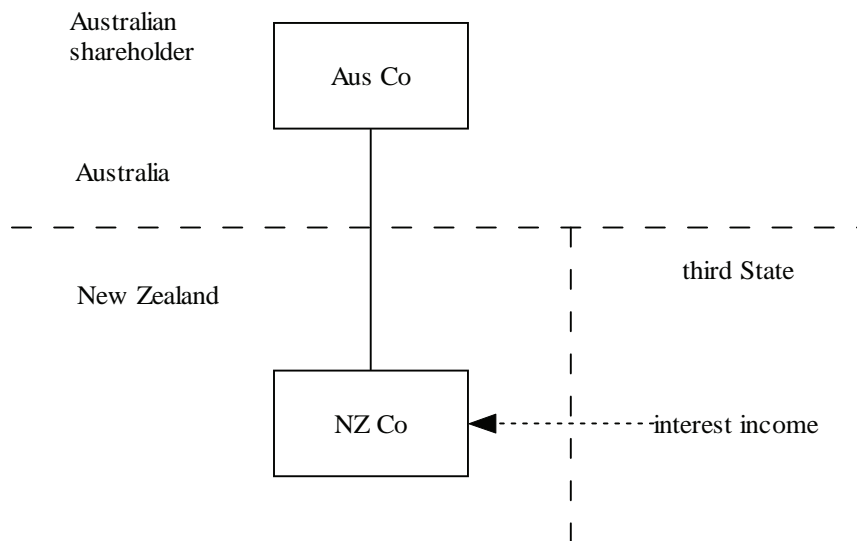 Australian
shareholder
Aus Co
Australia
third State
New Zealand
NZ Co
interest income